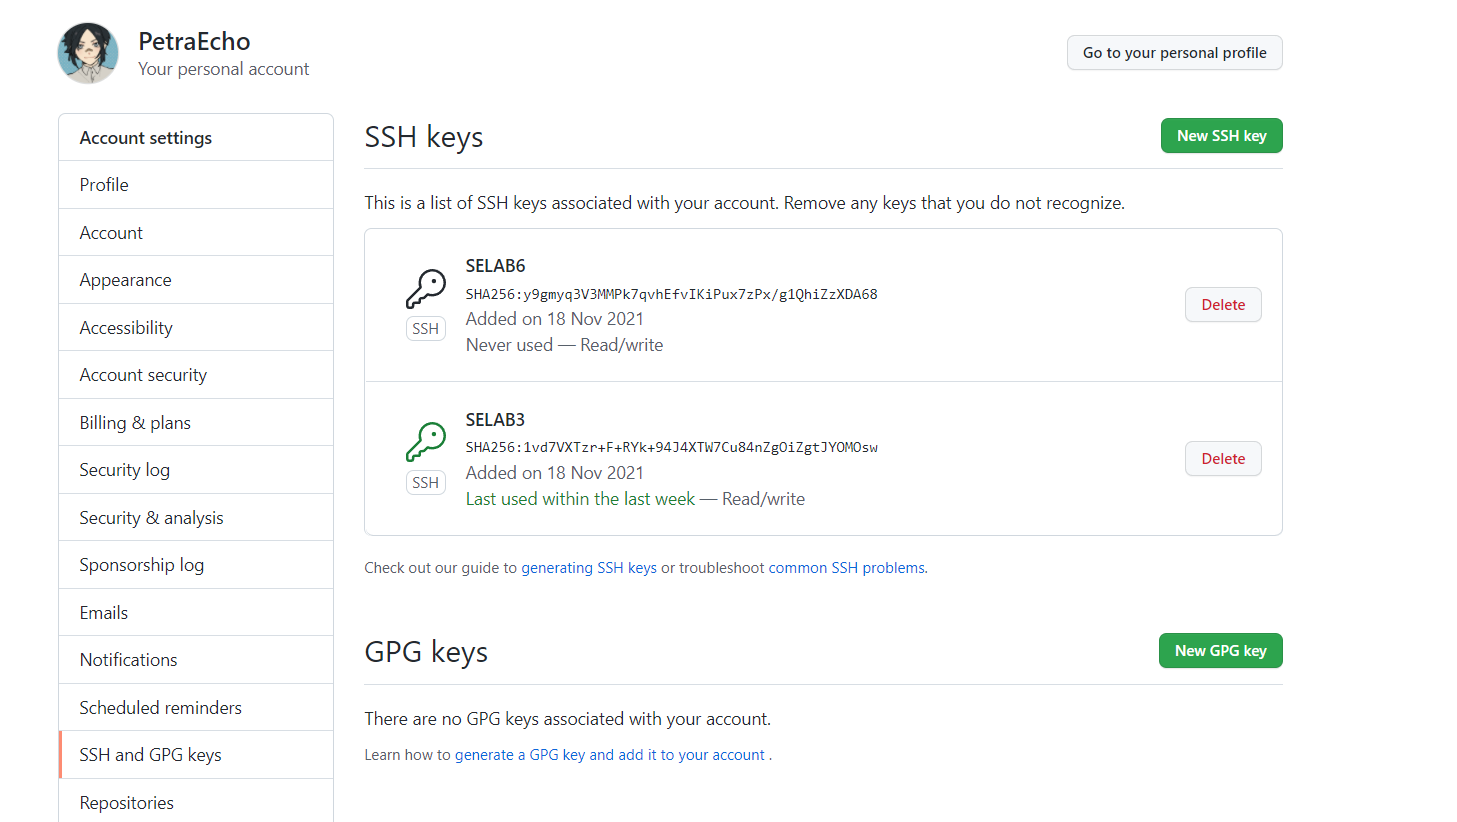 PetraEcho
Your personal account
Go to your personal profile
Account settings
Profile
Account
Appearance
Accessibility
Account security
Billing & plans
Security log
Security & analysis
Sponsorship log
Emails
Notifications
Scheduled reminders
SSH and GPG keys
Repositories
SSH keys
New SSH key
This is a list of SSH keys associated with your account. Remove any keys that you do not recognize.
SELAB6
SHA256:y9gmyq3V3MMPk7qvhEfvIKiPux7zPx/g1QhiZzXDA68
Added on 18 Nov 2021
Never used — Read/write
SSH
Delete
SELAB3
SHA256:1vd7VXTzr+F+RYk+94J4XTW7Cu84nZgOiZgtJYOMOsw
Added on 18 Nov 2021
Last used within the last week — Read/write
SSH
Delete
Check out our guide to generating SSH keys or troubleshoot common SSH problems.
GPG keys
New GPG key
There are no GPG keys associated with your account.
Learn how to generate a GPG key and add it to your account .